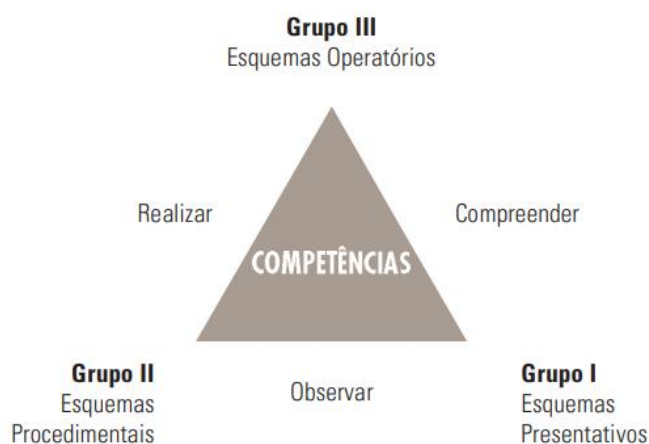 Grupo III
Esquemas Operatórios
Realizar
Compreender
COMPETÊNCIAS
Grupo II
Esquemas
Procedimentais
Observar
Grupo I
Esquemas
Presentativos